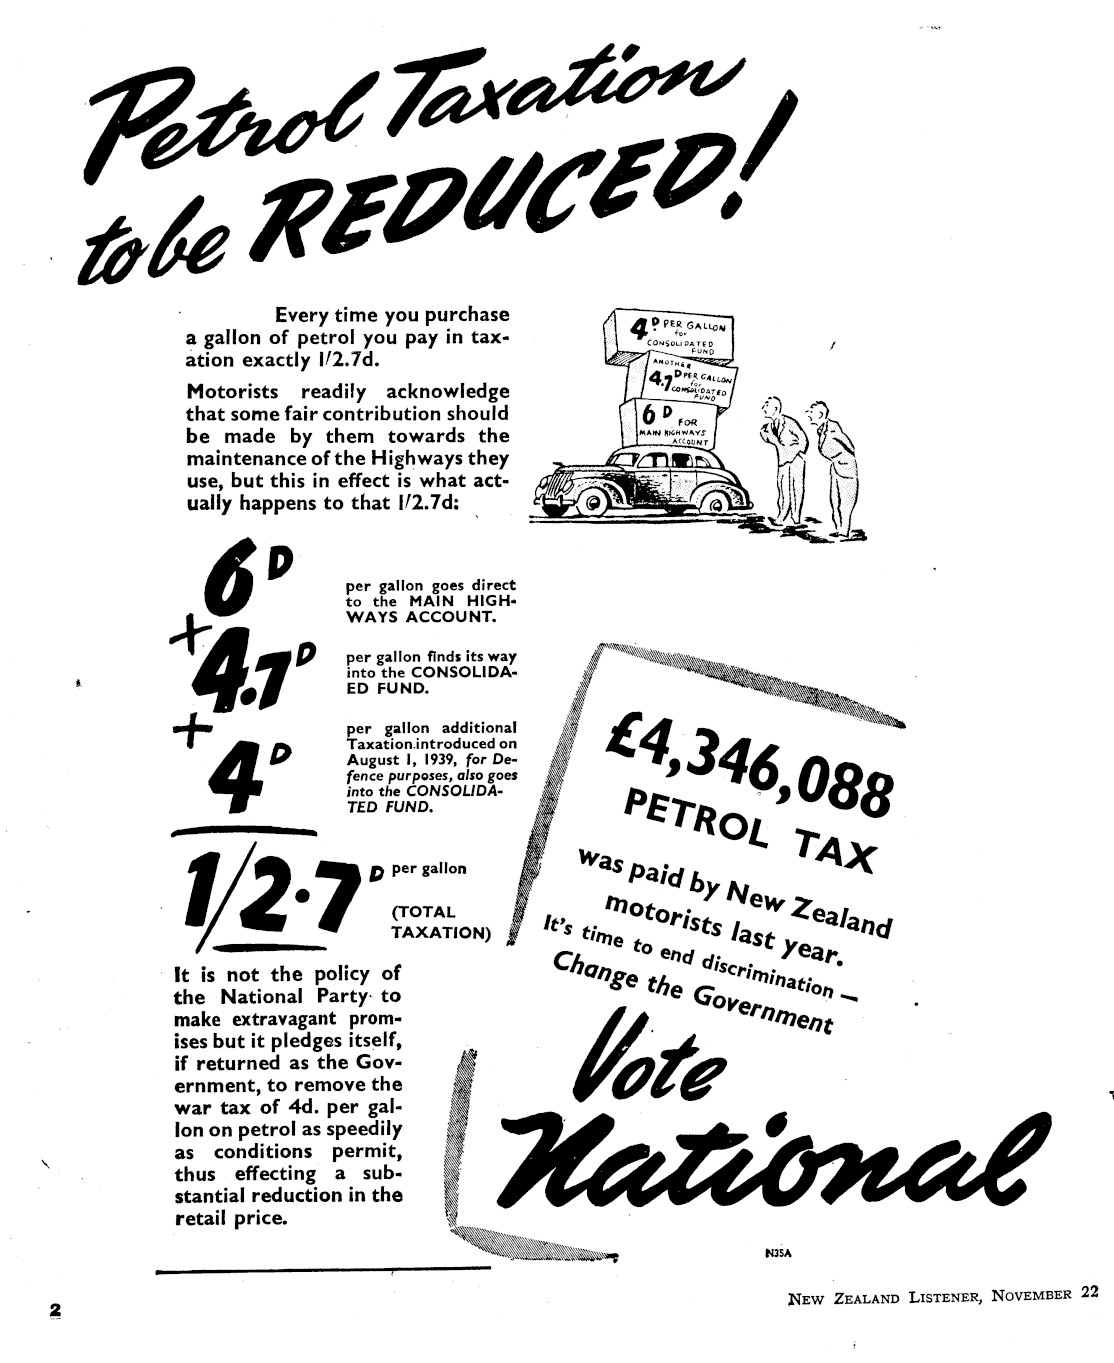 Petrol Taxation
to be REDUCED!
Every time you purchase
a gallon of petrol you pay in tax-
ation exactly 1/2.7d.
Motorists readily acknowledge
that some fair contribution should
be made by them towards the
maintenance of the Highways they
use, but this in effect is what act-
ually happens to that 1/2.7d:
4D PER GALLON
for
CONSOLIDATED
FUND
ANOTHER
4.7D PER GALLON
for
CONSOLIDATED
FUND
6D FOR
MAIN HIGHWAYS
ACCOUNT
6D
per gallon goes direct
to the MAIN HIGH-
WAYS ACCOUNT.
+
4.7D
per gallon finds its way
into the CONSOLIDA-
ED FUND.
+
4D
per gallon additional
Taxation introduced on
August 1, 1939, for De-
fence purposes, also goes
into the CONSOLIDA-
TED FUND.
1/2.7D per gallon
(TOTAL
TAXATION)
It is not the policy of
the National Party to
make extravagant prom-
ises but it pledges itself,
if returned as the Gov-
ernment, to remove the
war tax of 4d. per gal-
lon on petrol as speedily
as conditions permit,
thus effecting a sub-
stantial reduction in the
retail price.
£4,346,088
PETROL TAX
was paid by New Zealand
motorists last year.
It's time to end discrimination —
Change the Government
Vote
National
N35A
2
NEW ZEALAND LISTENER, NOVEMBER 22